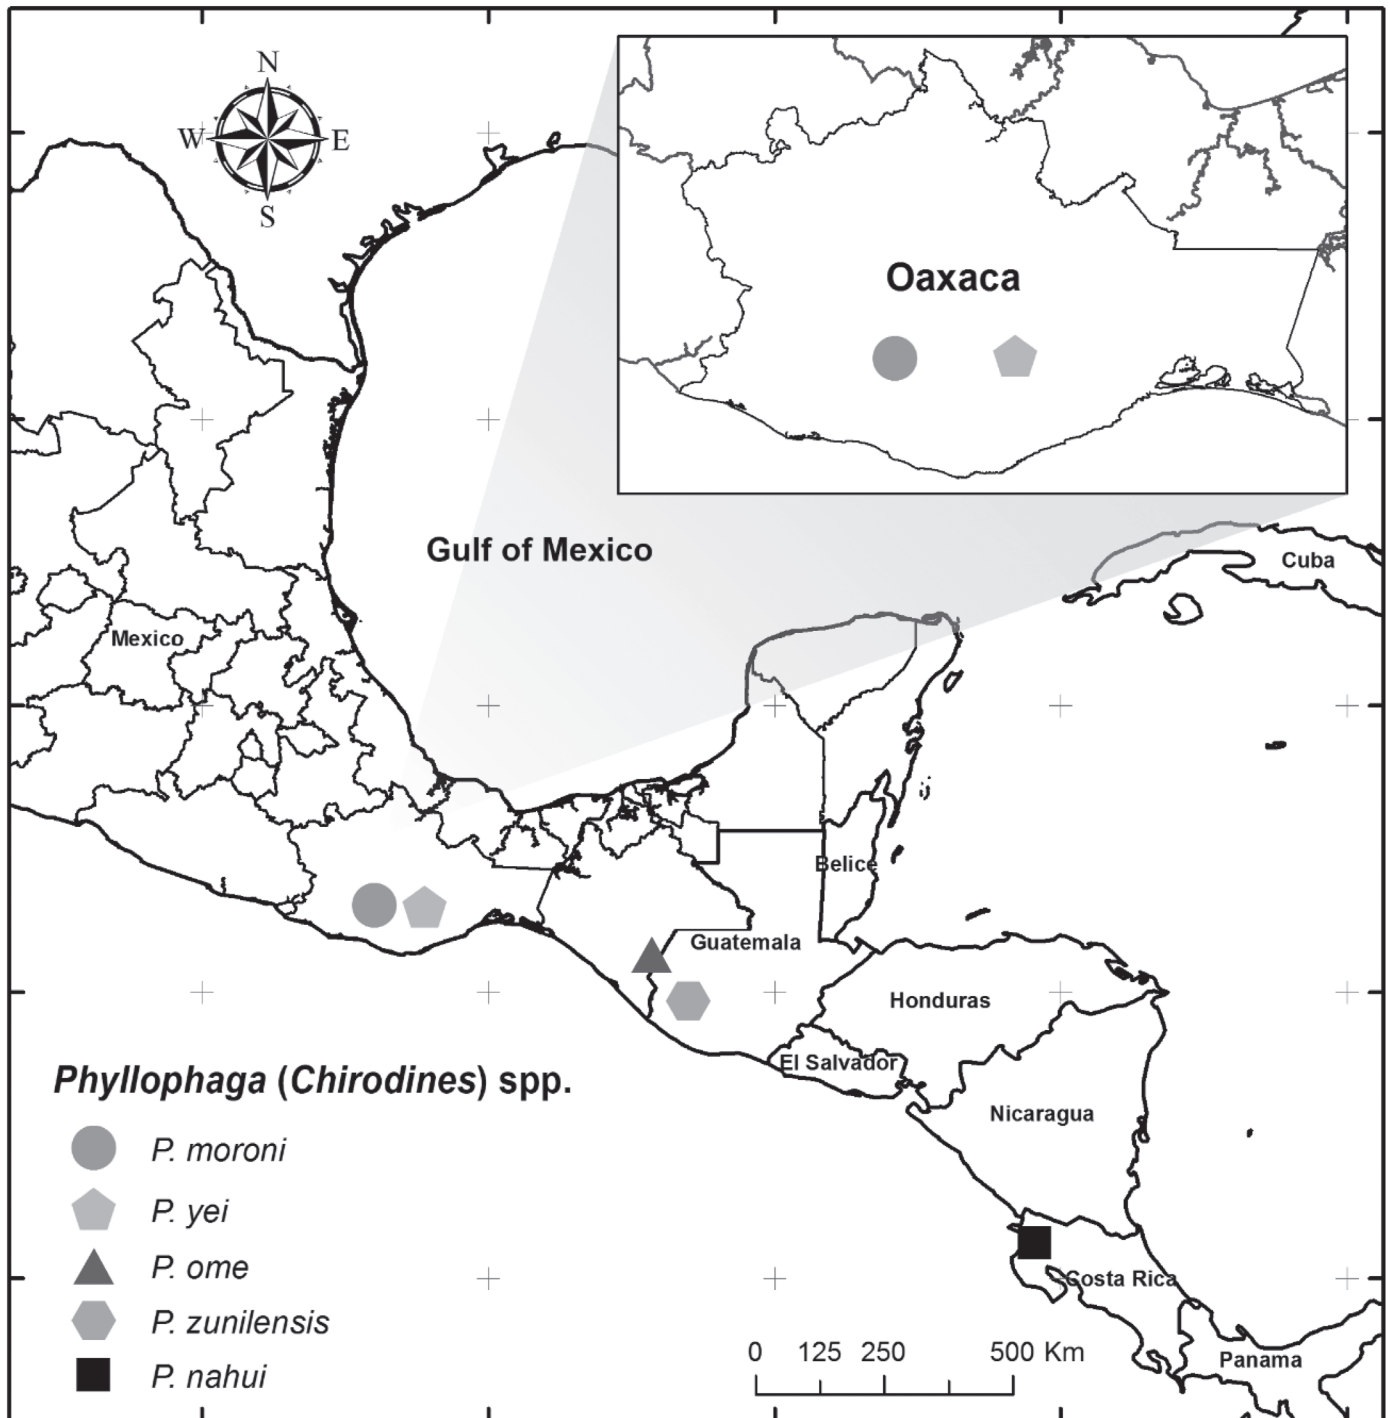 N
W E
S
Oaxaca
Gulf of Mexico
Cuba
Mexico
Belice
Guatemala
Honduras
El Salvador
Nicaragua
Costa Rica
Panama
Phyllophaga (Chirodines) spp.
P. moroni
P. yei
P. ome
P. zunilensis
P. nahui
0 125 250 500 Km